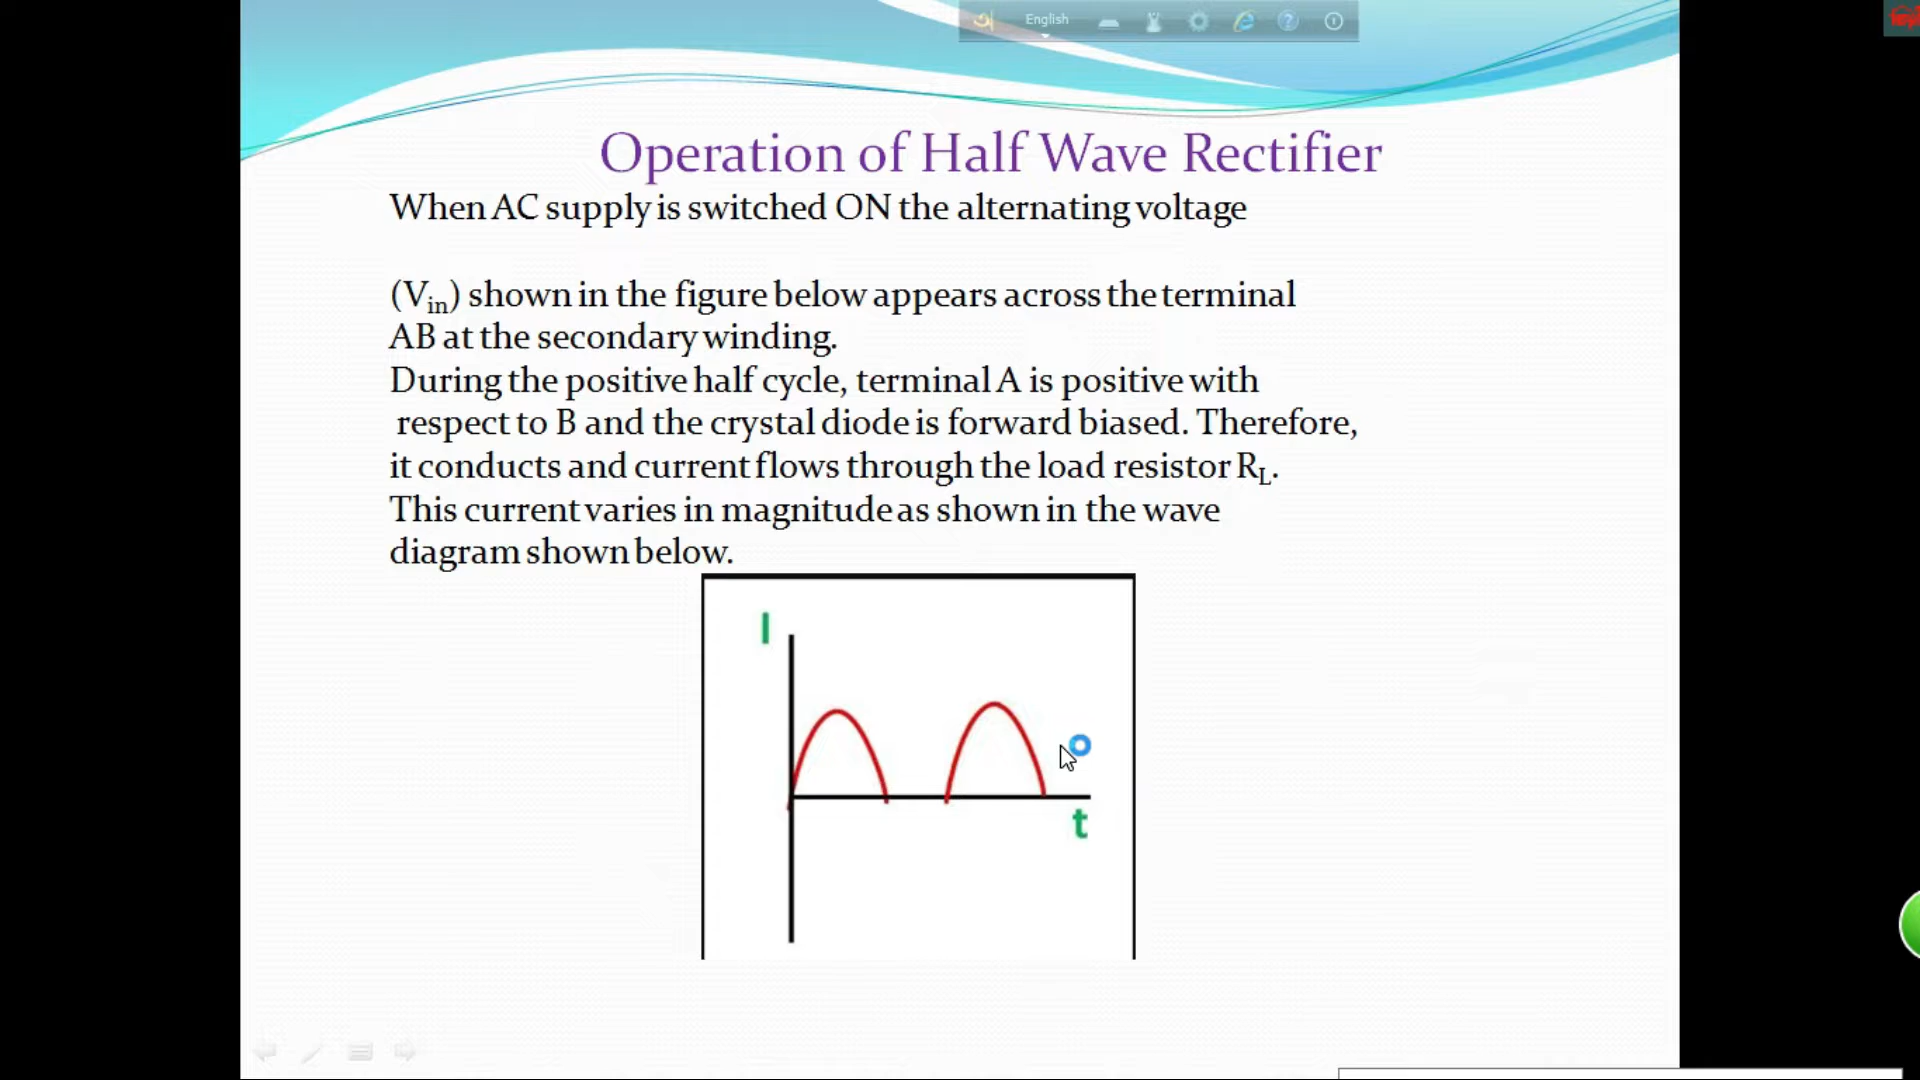 English
Operation of Half Wave Rectifier
When AC supply is switched ON the alternating voltage
(Vin) shown in the figure below appears across the terminal
AB at the secondary winding.
During the positive half cycle, terminal A is positive with
respect to B and the crystal diode is forward biased. Therefore,
it conducts and current flows through the load resistor RL.
This current varies in magnitude as shown in the wave
diagram shown below.
I
t